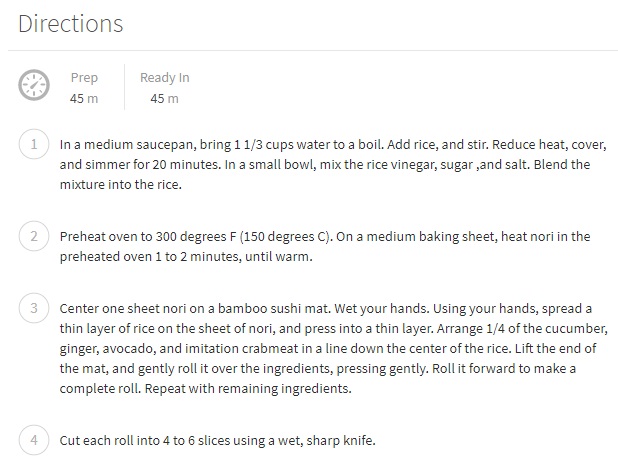 Directions
Prep
45 m
Ready In
45 m
1
In a medium saucepan, bring 1 1/3 cups water to a boil. Add rice, and stir. Reduce heat, cover,
and simmer for 20 minutes. In a small bowl, mix the rice vinegar, sugar ,and salt. Blend the
mixture into the rice.
2
Preheat oven to 300 degrees F (150 degrees C). On a medium baking sheet, heat nori in the
preheated oven 1 to 2 minutes, until warm.
3
Center one sheet nori on a bamboo sushi mat. Wet your hands. Using your hands, spread a
thin layer of rice on the sheet of nori, and press into a thin layer. Arrange 1/4 of the cucumber,
ginger, avocado, and imitation crabmeat in a line down the center of the rice. Lift the end of
the mat, and gently roll it over the ingredients, pressing gently. Roll it forward to make a
complete roll. Repeat with remaining ingredients.
4
Cut each roll into 4 to 6 slices using a wet, sharp knife.